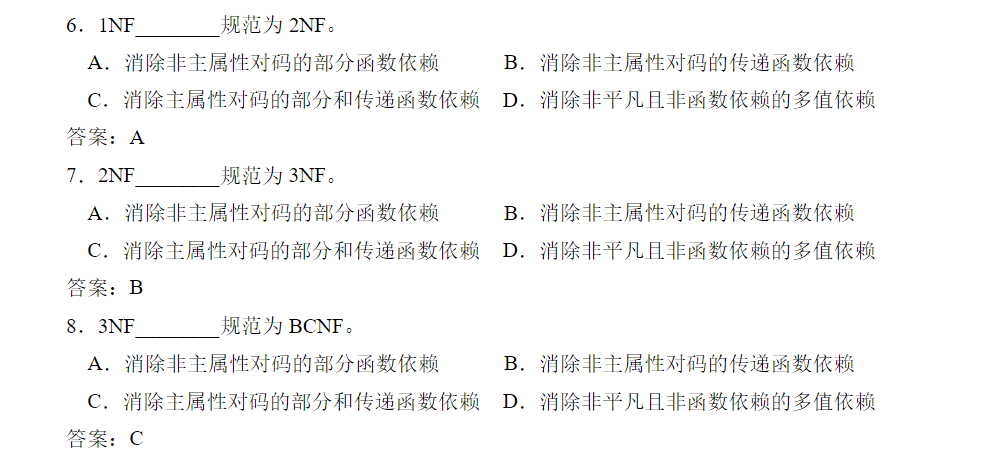 6．1NF________规范为 2NF。
A．消除非主属性对码的部分函数依赖 B．消除非主属性对码的传递函数依赖
C．消除主属性对码的部分和传递函数依赖 D．消除非平凡且非函数依赖的多值依赖
答案：A
7．2NF________规范为 3NF。
A．消除非主属性对码的部分函数依赖 B．消除非主属性对码的传递函数依赖
C．消除主属性对码的部分和传递函数依赖 D．消除非平凡且非函数依赖的多值依赖
答案：B
8．3NF________规范为 BCNF。
A．消除非主属性对码的部分函数依赖 B．消除非主属性对码的传递函数依赖
C．消除主属性对码的部分和传递函数依赖 D．消除非平凡且非函数依赖的多值依赖
答案：C